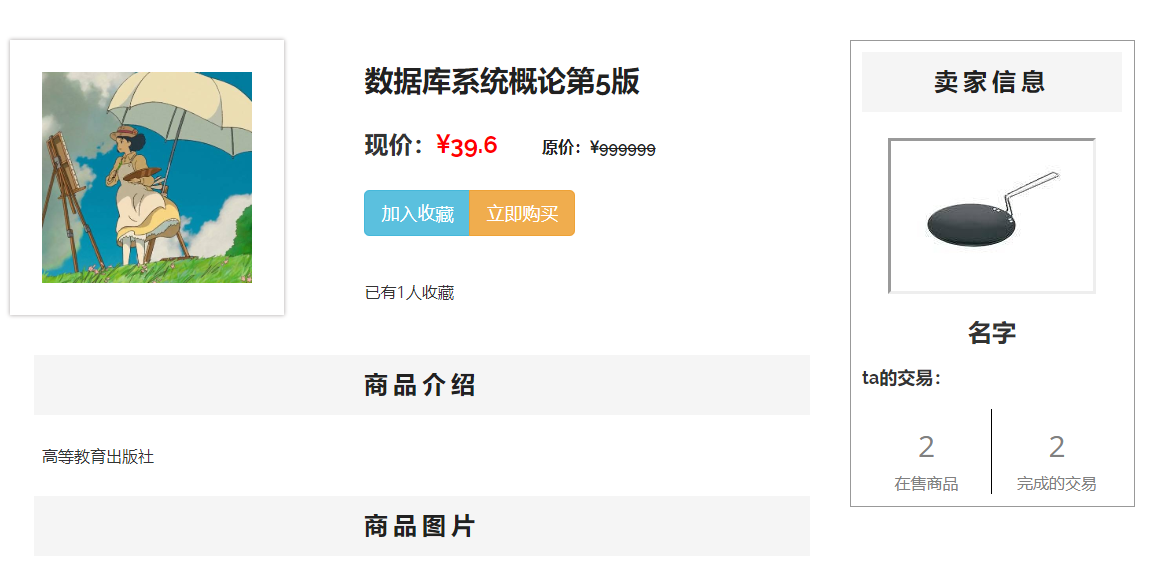 数据库系统概论第5版
现价：¥39.6 原价：¥999999
加入收藏 立即购买
已有1人收藏
商品介绍
高等教育出版社
商品图片
卖家信息
名字
ta的交易：
2 2
在售商品 完成的交易